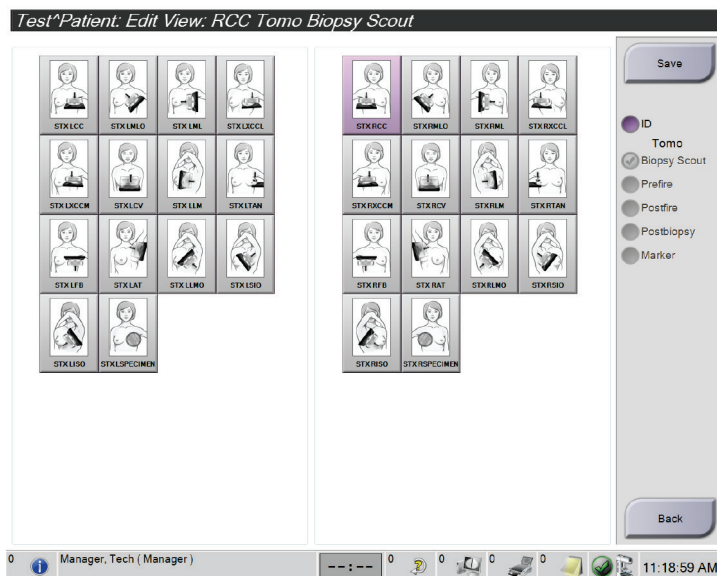 Test^Patient: Edit View: RCC Tomo Biopsy Scout
STX LCC STX LMLO STX LML STX LXCCL
STX LXCCM STX LCV STX LLM STX LTAN
STX LFB STX LAT STX LLMO STX LSIO
STX LISO STX LSPECIMEN
STX RCC STX RMLO STX RML STX RXCCL
STX RXCCM STX RCV STX RLM STX RTAN
STX RFB STX RAT STX RLMO STX RSIO
STX RISO STX RSPECIMEN
Save
ID
Tomo
Biopsy Scout
Prefire
Postfire
Postbiopsy
Marker
Back
0 Manager, Tech ( Manager ) --:-- 0 0 0 0 11:18:59 AM